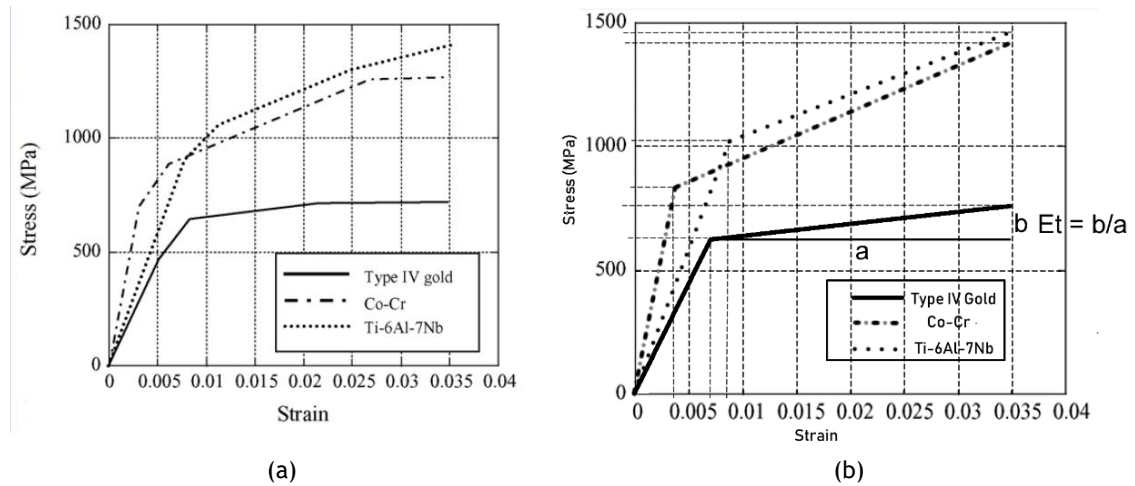 1500
1000
500
0
Stress (MPa)
Type IV gold
Co-Cr
Ti-6Al-7Nb
0 0.005 0.01 0.015 0.02 0.025 0.03 0.035 0.04
Strain
(a)
1500
1000
500
0
Stress (MPa)
b Et = b/a
a
Type IV Gold
Co-Cr
Ti-6Al-7Nb
0 0.005 0.01 0.015 0.02 0.025 0.03 0.035 0.04
Strain
(b)